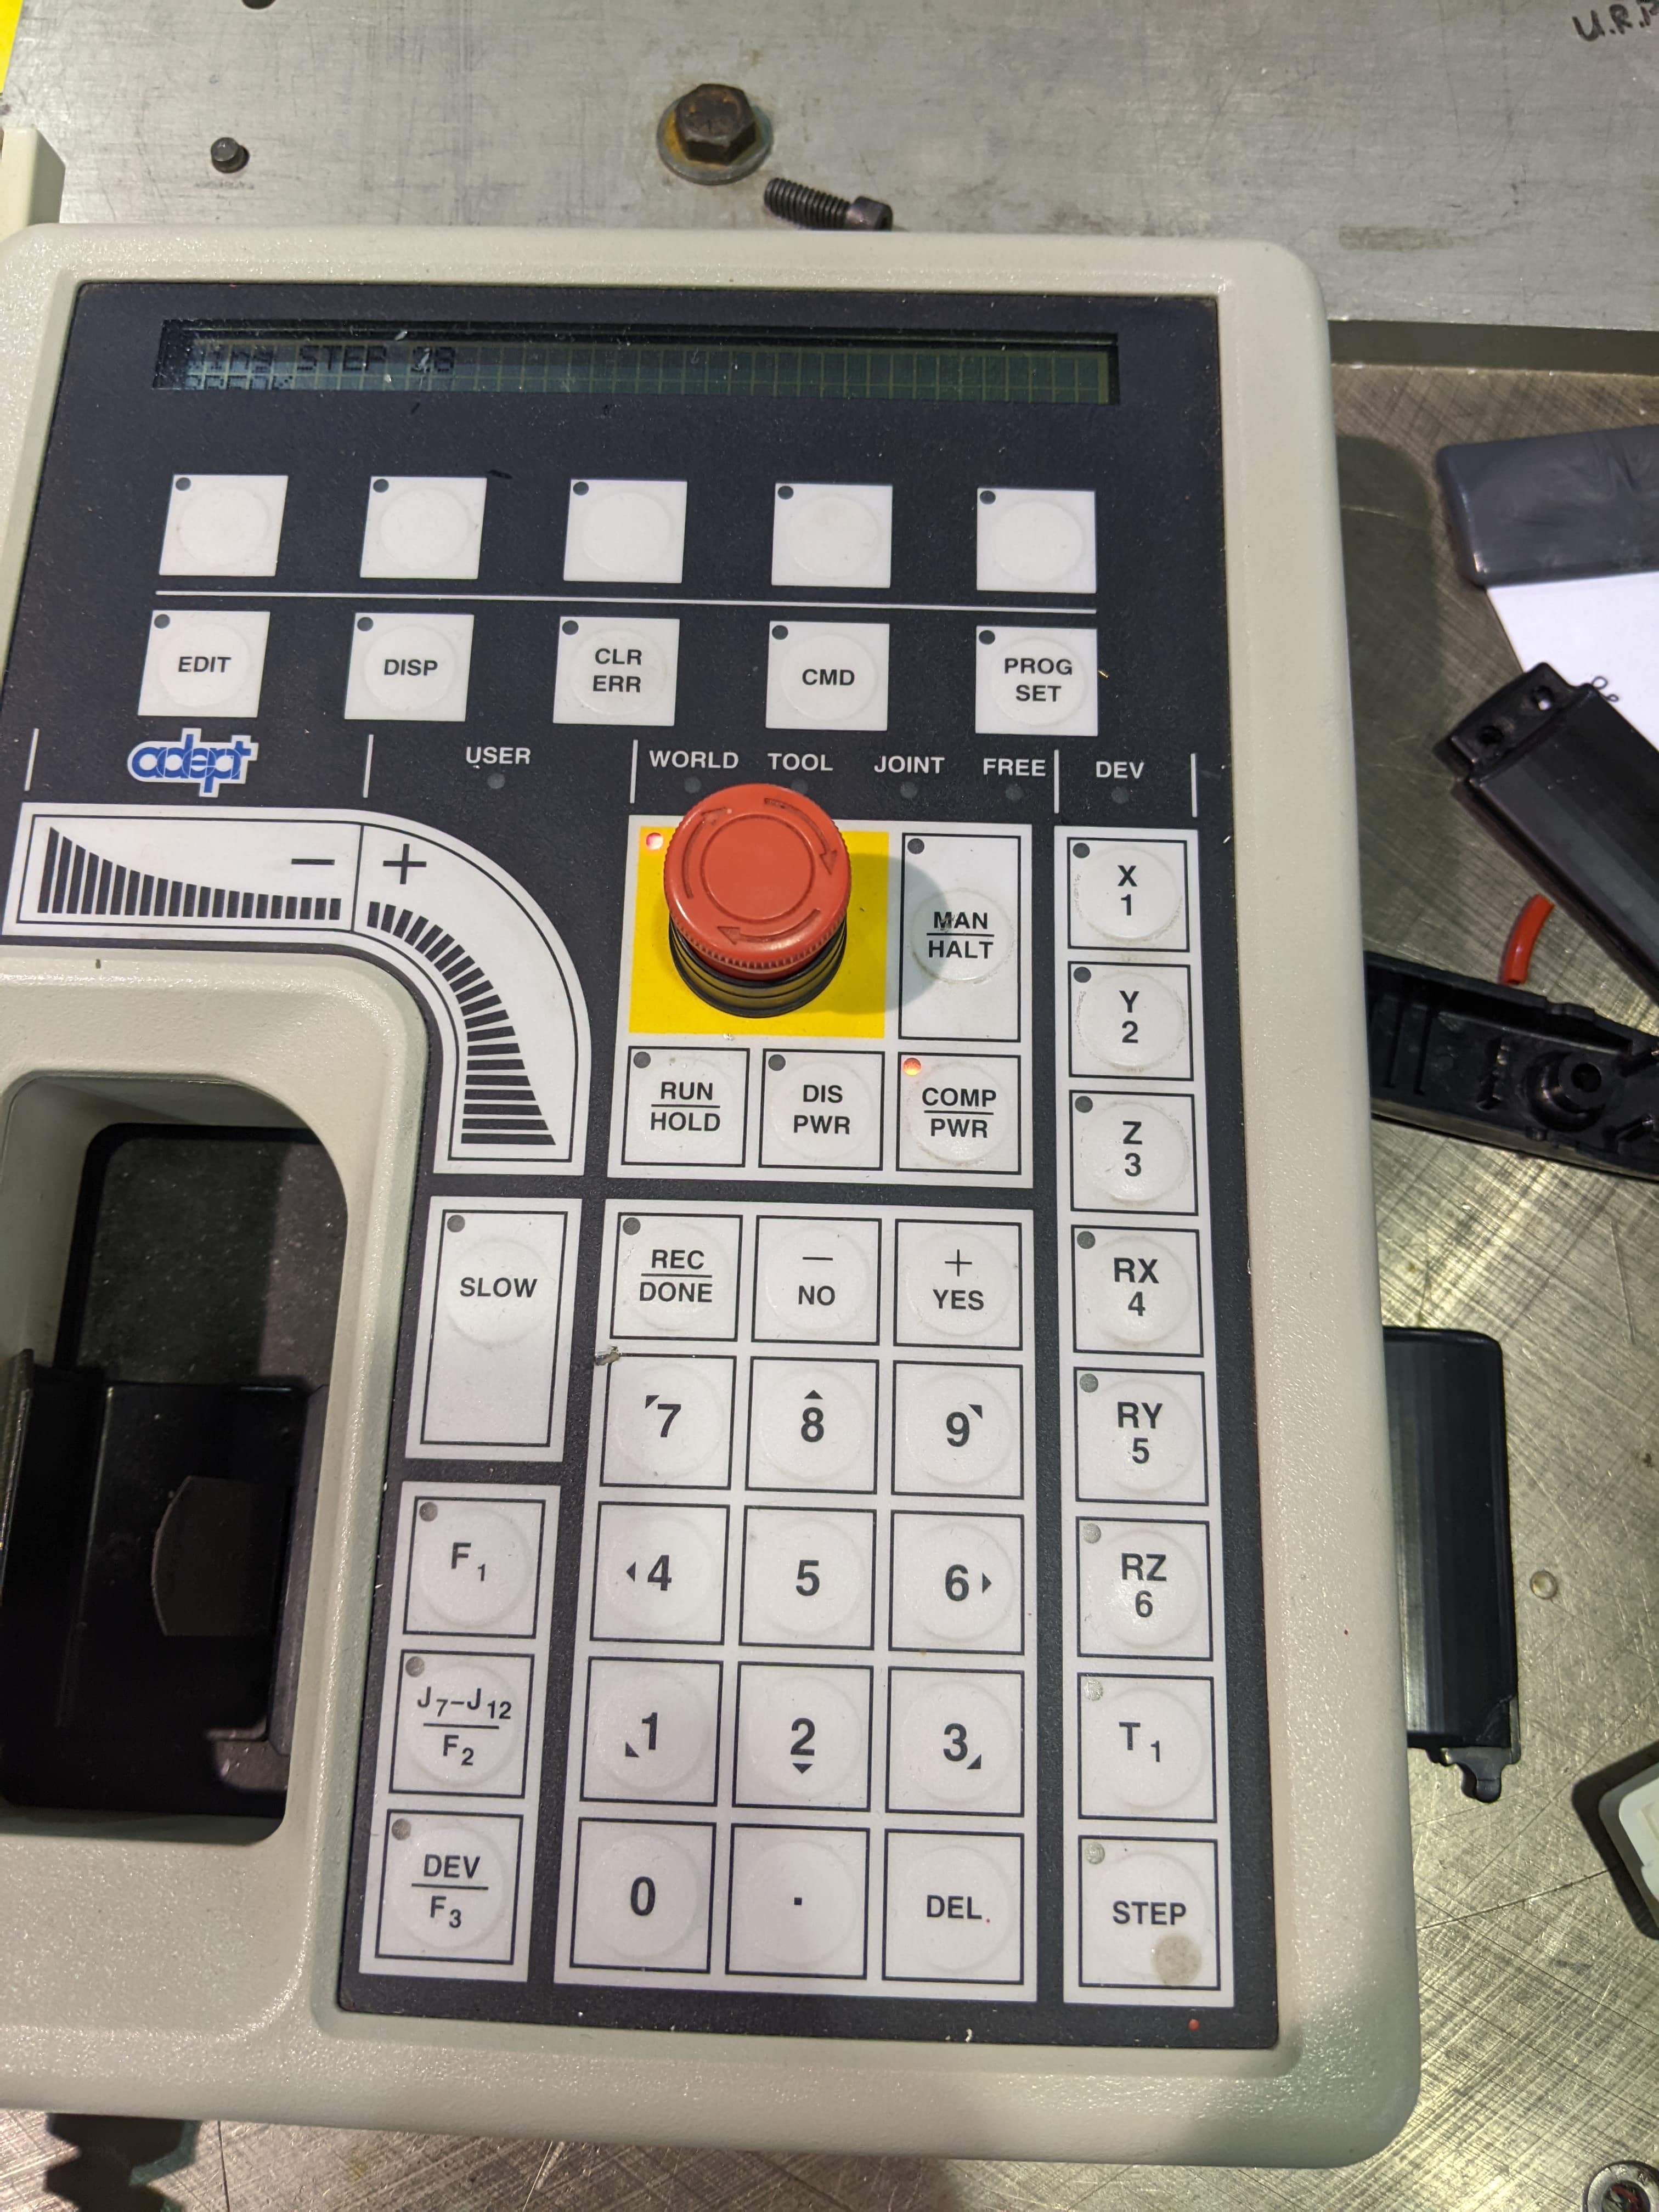 U.R.
STEP
EDIT
DISP
CLR
ERR
CMD
PROG
SET
adept
USER
WORLD TOOL JOINT FREE
DEV
− +
MAN
HALT
RUN
HOLD
DIS
PWR
COMP
PWR
X
1
Y
2
Z
3
RX
4
RY
5
RZ
6
T1
STEP
SLOW
REC
DONE
−
NO
+
YES
7 8 9
4 5 6
1 2 3
0 . DEL
F1
J7–J12
F2
DEV
F3